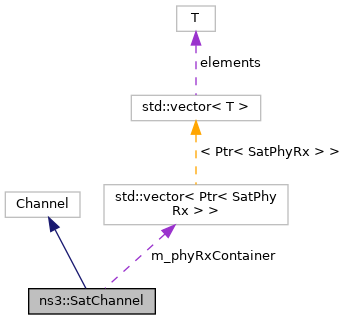 T
elements
std::vector< T >
< Ptr< SatPhyRx > >
Channel
std::vector< Ptr< SatPhy
Rx > >
m_phyRxContainer
ns3::SatChannel